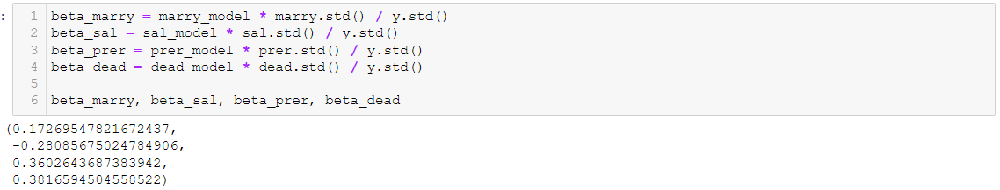 :
1 beta_marry = marry_model * marry.std() / y.std()
2 beta_sal = sal_model * sal.std() / y.std()
3 beta_prer = prer_model * prer.std() / y.std()
4 beta_dead = dead_model * dead.std() / y.std()
5
6 beta_marry, beta_sal, beta_prer, beta_dead
(0.17269547821672437,
-0.28085675024784906,
0.3602643687383942,
0.3816594504558522)